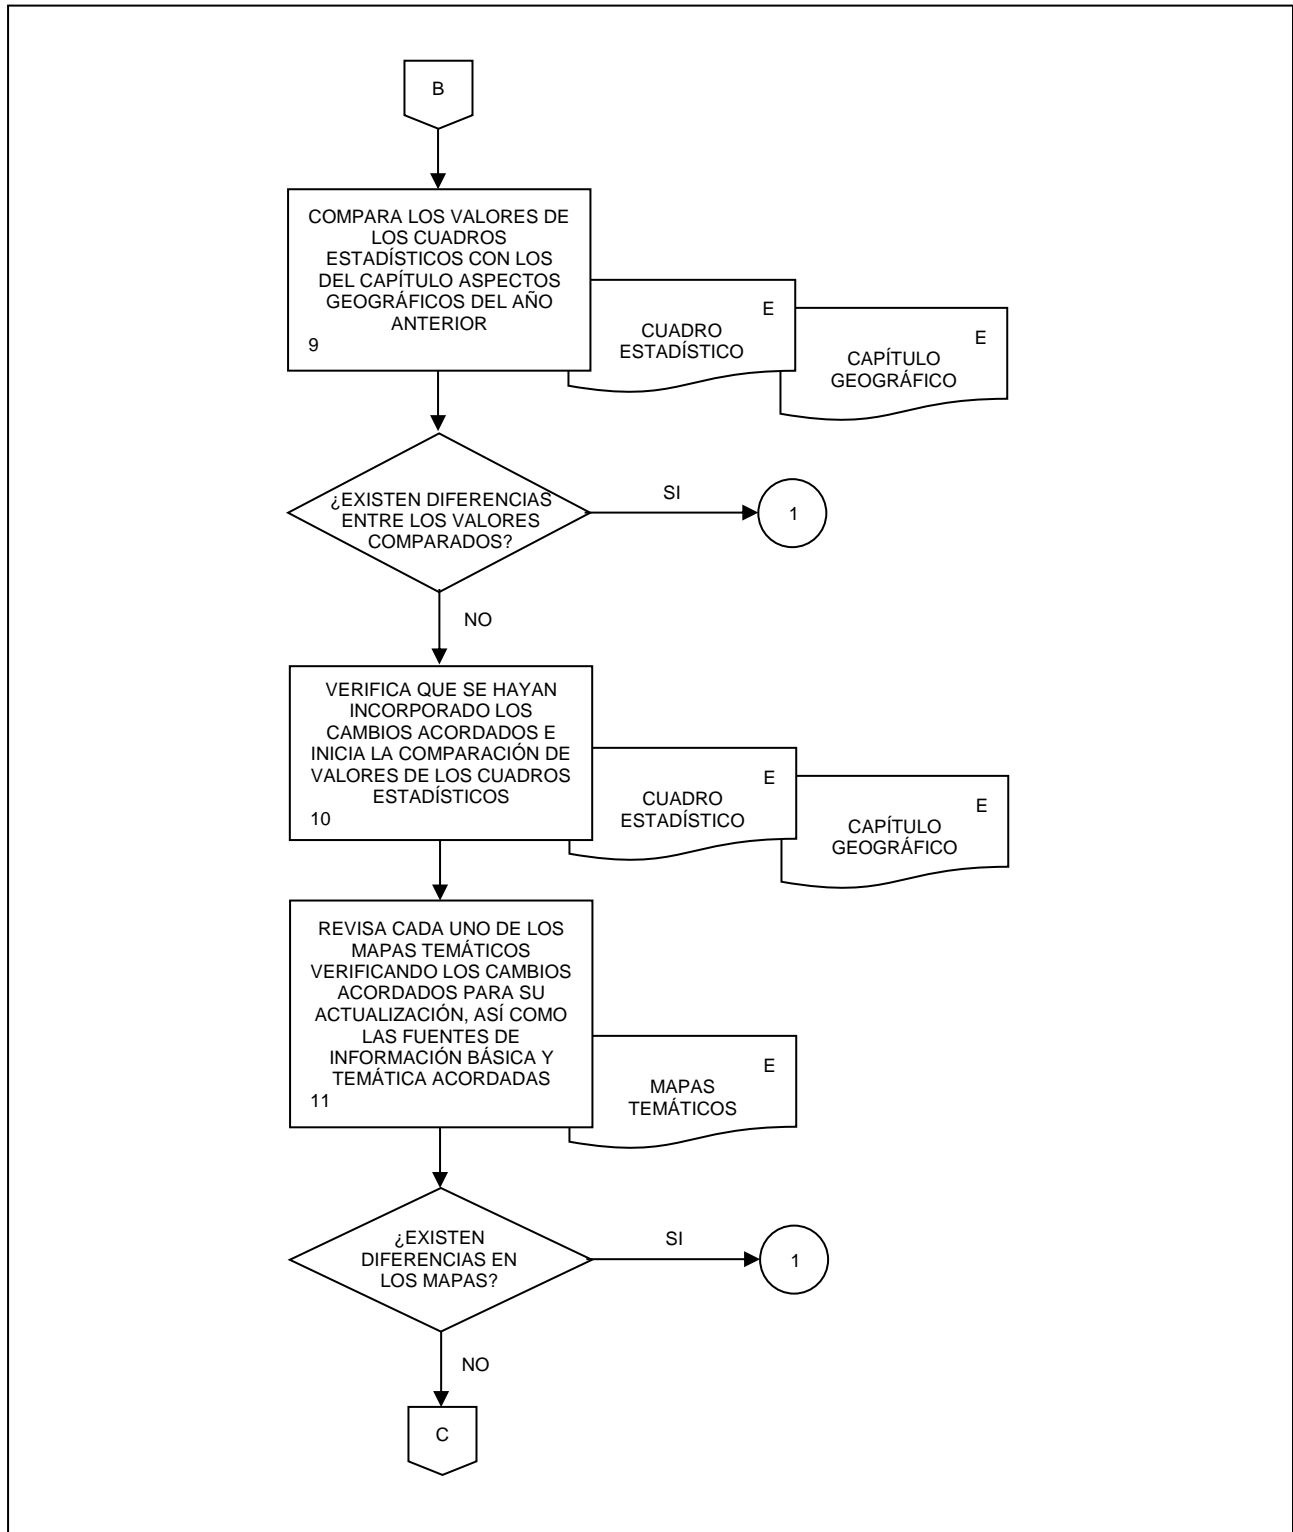 B
COMPARA LOS VALORES DE
LOS CUADROS
ESTADÍSTICOS CON LOS
DEL CAPÍTULO ASPECTOS
GEOGRÁFICOS DEL AÑO
ANTERIOR
9
E
CUADRO
ESTADÍSTICO
E
CAPÍTULO
GEOGRÁFICO
¿EXISTEN DIFERENCIAS
ENTRE LOS VALORES
COMPARADOS?
SI
1
NO
VERIFICA QUE SE HAYAN
INCORPORADO LOS
CAMBIOS ACORDADOS E
INICIA LA COMPARACIÓN DE
VALORES DE LOS CUADROS
ESTADÍSTICOS
10
E
CUADRO
ESTADÍSTICO
E
CAPÍTULO
GEOGRÁFICO
REVISA CADA UNO DE LOS
MAPAS TEMÁTICOS
VERIFICANDO LOS CAMBIOS
ACORDADOS PARA SU
ACTUALIZACIÓN, ASÍ COMO
LAS FUENTES DE
INFORMACIÓN BÁSICA Y
TEMÁTICA ACORDADAS
11
E
MAPAS
TEMÁTICOS
¿EXISTEN
DIFERENCIAS EN
LOS MAPAS?
SI
1
NO
C